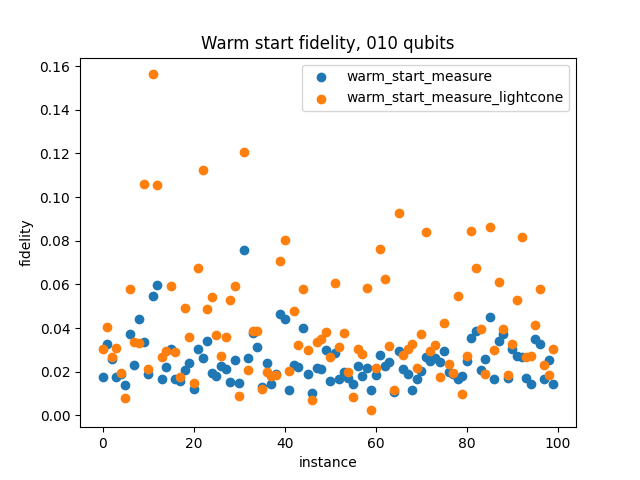 Warm start fidelity, 010 qubits
warm_start_measure
warm_start_measure_lightcone
0.16
0.14
0.12
0.10
0.08
0.06
0.04
0.02
0.00
fidelity
0 20 40 60 80 100
instance